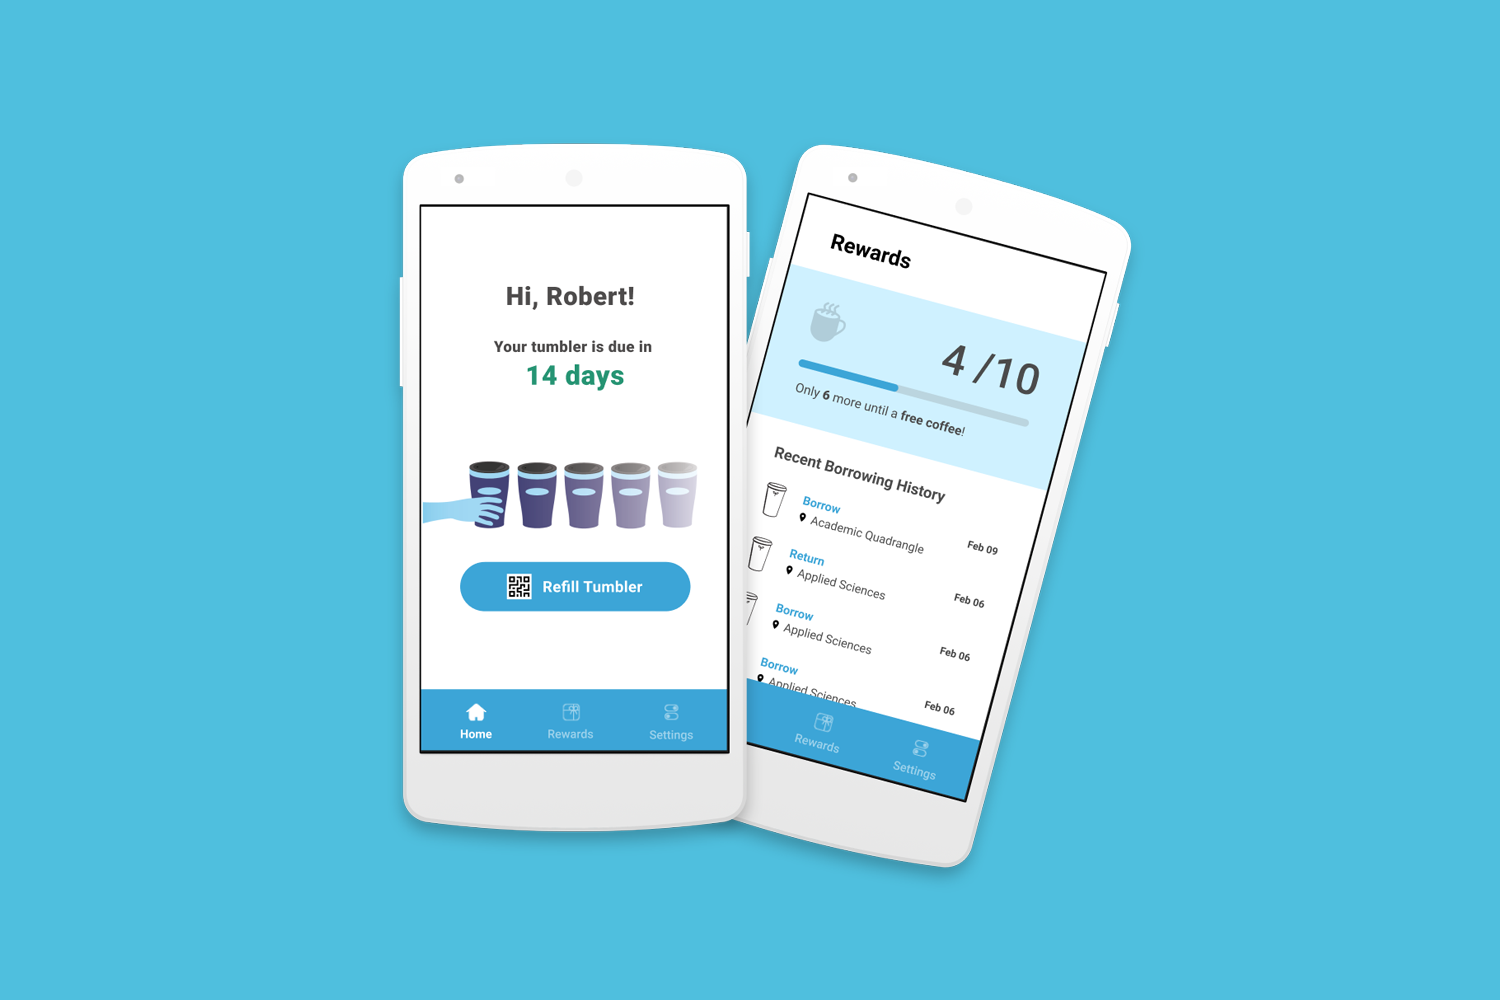 Hi, Robert!
Your tumbler is due in
14 days
Refill Tumbler
Home
Rewards
Settings
Rewards
4 /10
Only 6 more until a free coffee!
Recent Borrowing History
Borrow
Academic Quadrangle
Feb 09
Return
Applied Sciences
Feb 06
Borrow
Applied Sciences
Feb 06
Borrow
Applied Sciences
Feb 06
Rewards
Settings